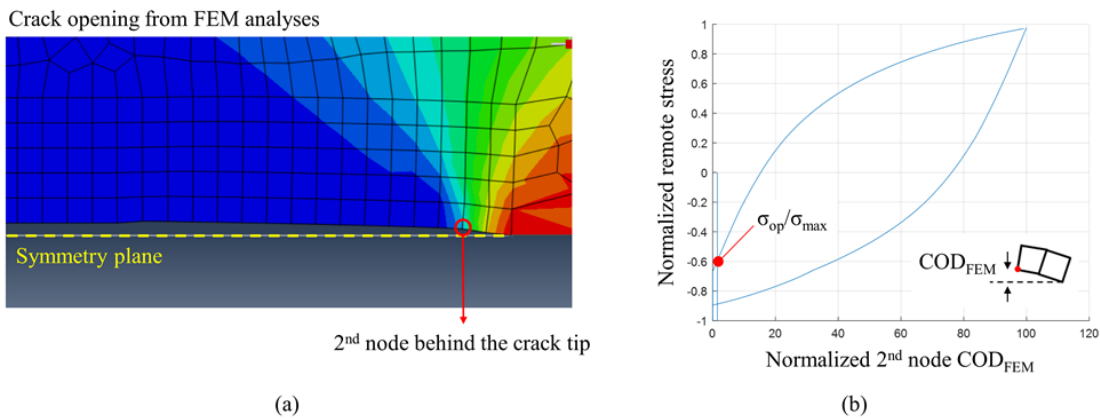 Crack opening from FEM analyses
Symmetry plane
2nd node behind the crack tip
(a)
Normalized remote stress
1
0.8
0.6
0.4
0.2
0
-0.2
-0.4
-0.6
-0.8
-1
σop/σmax
CODFEM
0 20 40 60 80 100 120
Normalized 2nd node CODFEM
(b)